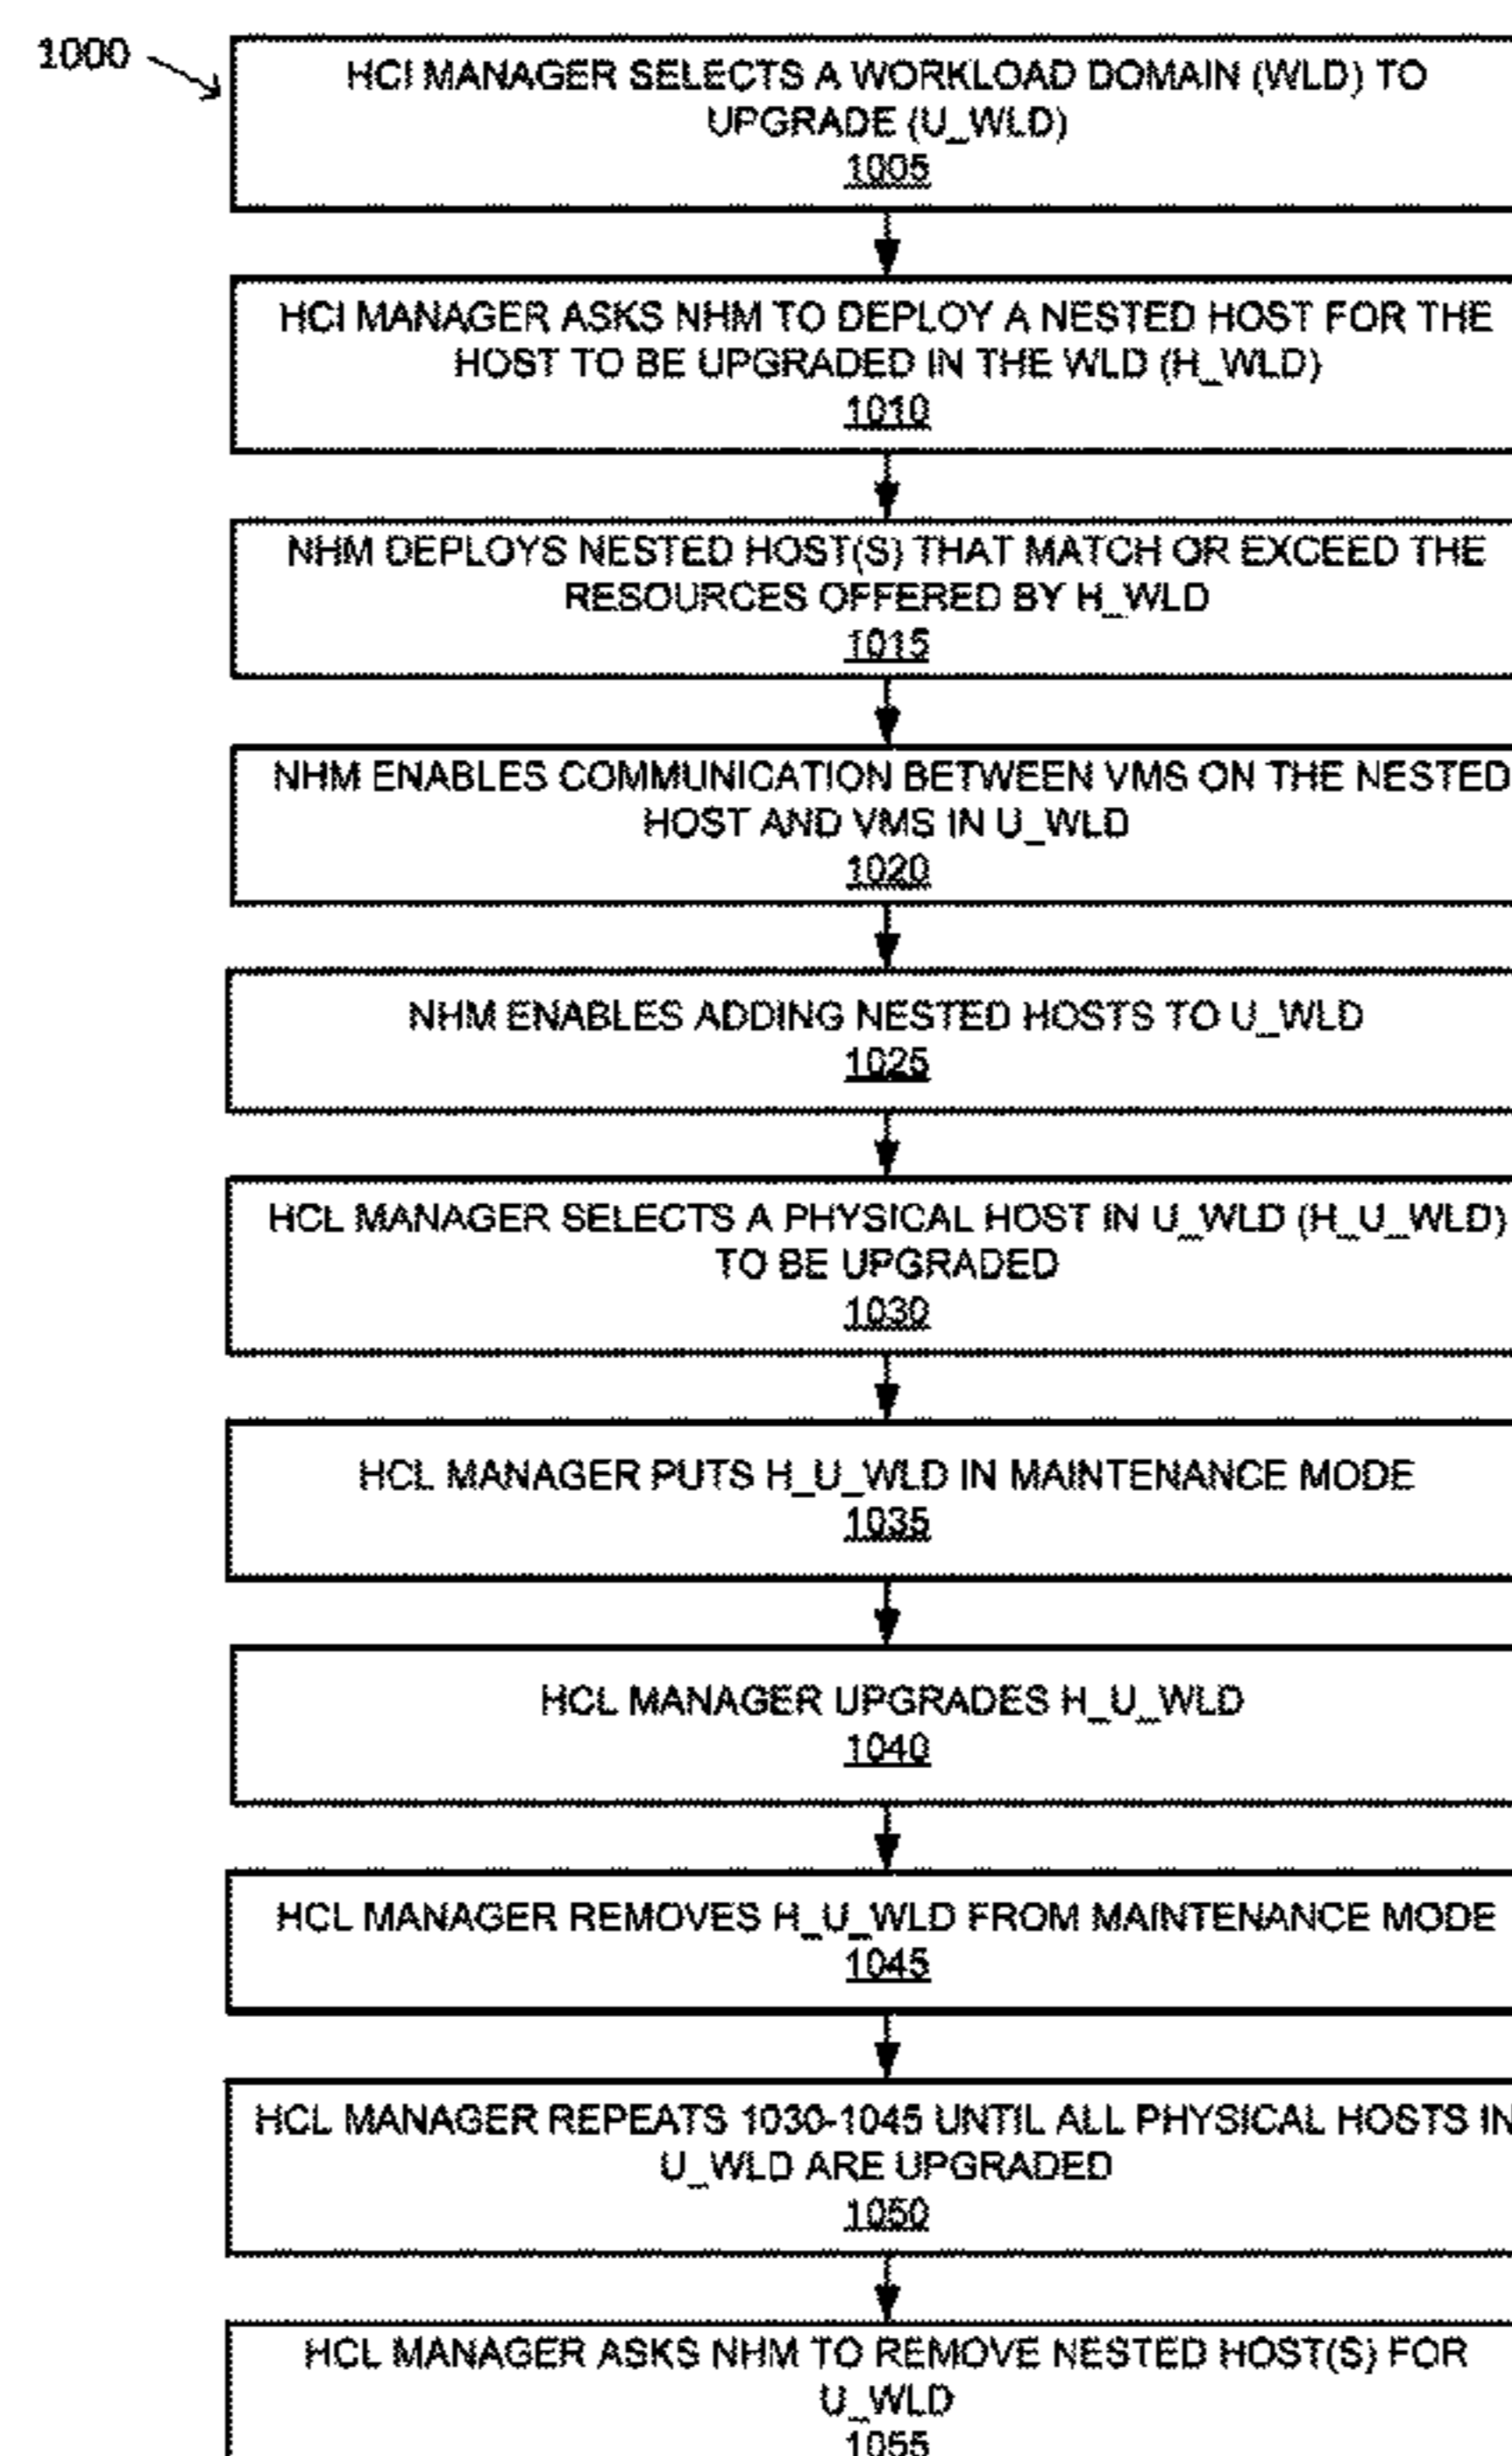 1000
HCI MANAGER SELECTS A WORKLOAD DOMAIN (WLD) TO
UPGRADE (U_WLD)
1005
HCI MANAGER ASKS NHM TO DEPLOY A NESTED HOST FOR THE
HOST TO BE UPGRADED IN THE WLD (H_WLD)
1010
NHM DEPLOYS NESTED HOST(S) THAT MATCH OR EXCEED THE
RESOURCES OFFERED BY H_WLD
1015
NHM ENABLES COMMUNICATION BETWEEN VMS ON THE NESTED
HOST AND VMS IN U_WLD
1020
NHM ENABLES ADDING NESTED HOSTS TO U_WLD
1025
HCL MANAGER SELECTS A PHYSICAL HOST IN U_WLD (H_U_WLD)
TO BE UPGRADED
1030
HCL MANAGER PUTS H_U_WLD IN MAINTENANCE MODE
1035
HCL MANAGER UPGRADES H_U_WLD
1040
HCL MANAGER REMOVES H_U_WLD FROM MAINTENANCE MODE
1045
HCL MANAGER REPEATS 1030-1045 UNTIL ALL PHYSICAL HOSTS IN
U_WLD ARE UPGRADED
1050
HCL MANAGER ASKS NHM TO REMOVE NESTED HOST(S) FOR
U_WLD
1055